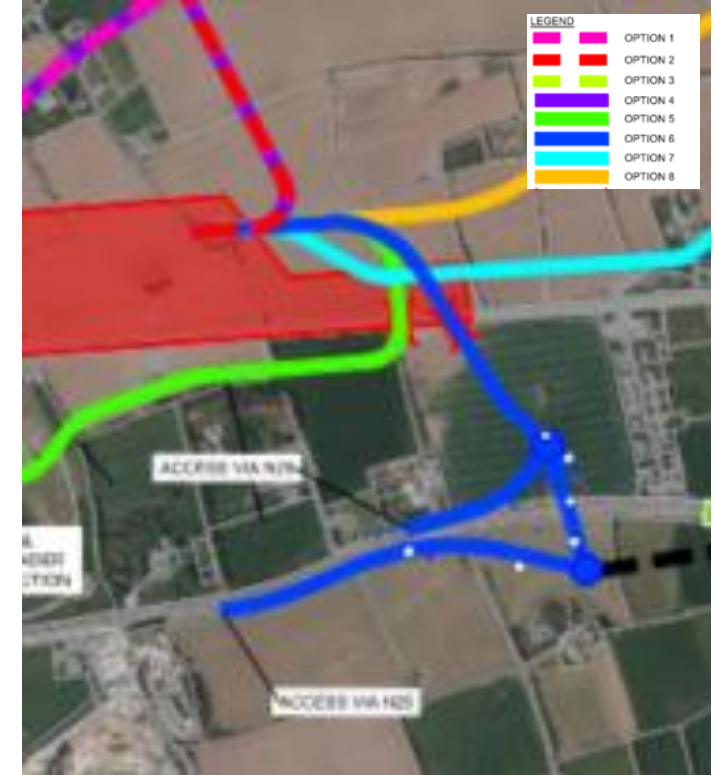 LEGEND
OPTION 1
OPTION 2
OPTION 3
OPTION 4
OPTION 5
OPTION 6
OPTION 7
OPTION 8
ACCESS VIA
ACCESS VIA N25